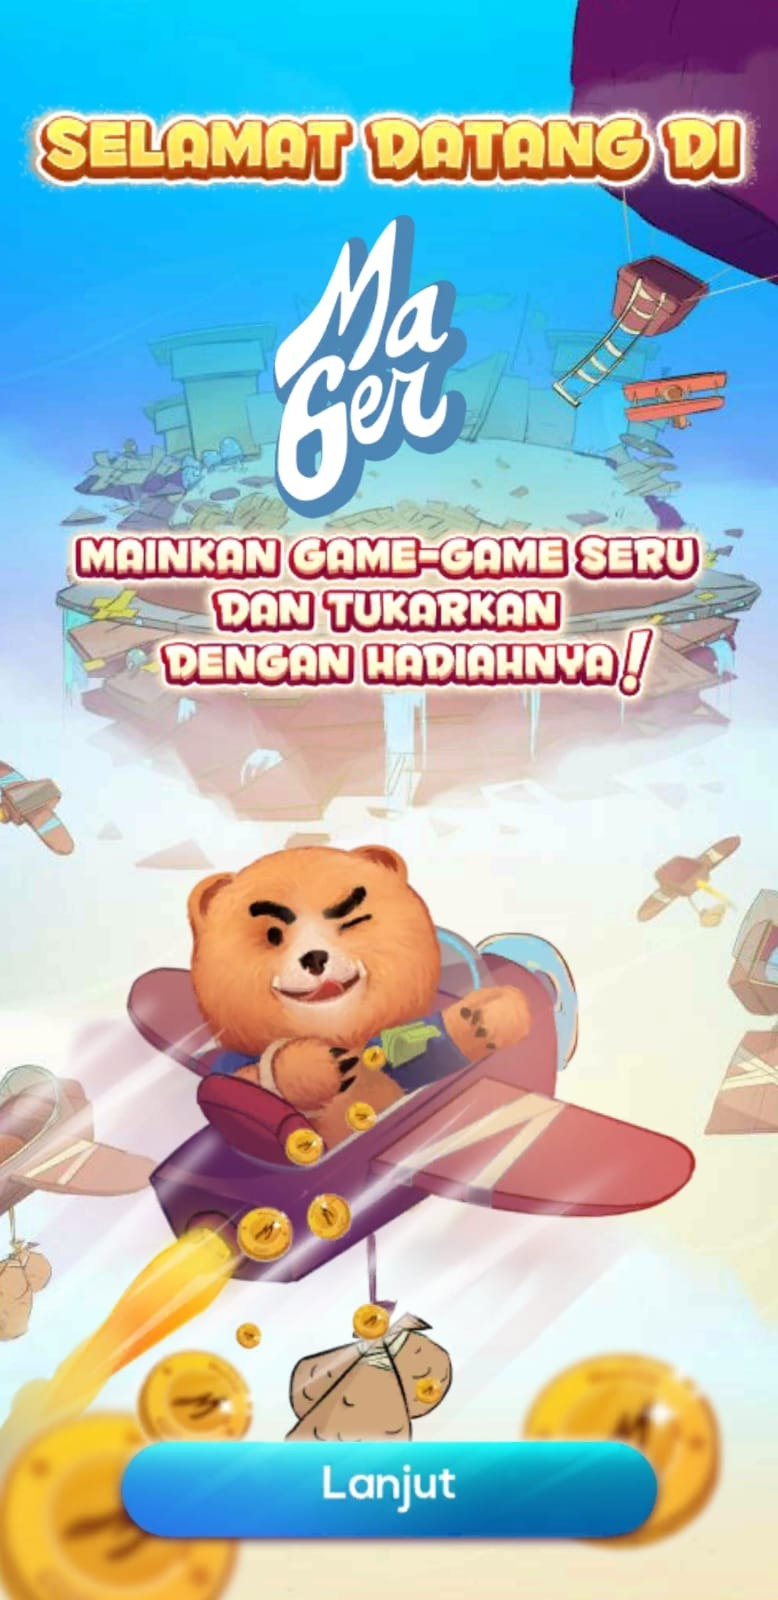 SELAMAT DATANG DI
Ma
Ger
MAINKAN GAME-GAME SERU
DAN TUKARKAN
DENGAN HADIAHNYA!
Lanjut